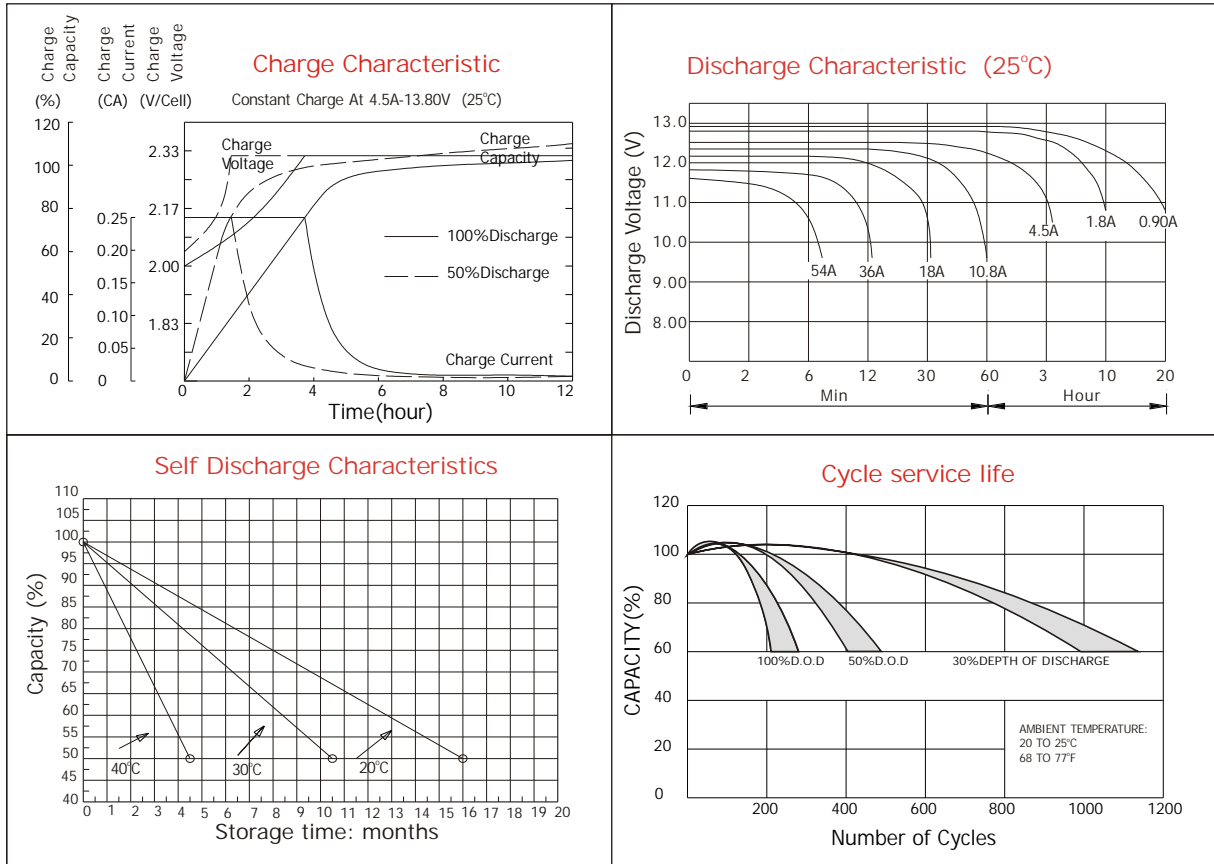 Charge Capacity
Charge Current
Charge Voltage
(%)
(CA)
(V/Cell)
Charge Characteristic
Constant Charge At 4.5A-13.80V (25°C)
120
100
80
60
40
20
0
0.25
0.20
0.15
0.10
0.05
0
2.33
2.17
2.00
1.83
Charge Voltage
Charge Capacity
100%Discharge
50%Discharge
Charge Current
0 2 4 6 8 10 12
Time(hour)
Discharge Characteristic (25°C)
Discharge Voltage (V)
13.0
12.0
11.0
10.0
9.00
8.00
54A 36A 18A 10.8A 4.5A 1.8A 0.90A
0 2 6 12 30 60 3 10 20
Min Hour
Self Discharge Characteristics
Capacity (%)
110
105
100
95
90
85
80
75
70
65
60
55
50
45
40
40°C 30°C 20°C
0 1 2 3 4 5 6 7 8 9 10 11 12 13 14 15 16 17 18 19 20
Storage time: months
Cycle service life
CAPACITY(%)
120
100
80
60
40
20
0
100%D.O.D 50%D.O.D 30%DEPTH OF DISCHARGE
AMBIENT TEMPERATURE:
20 TO 25°C
68 TO 77°F
200 400 600 800 1000 1200
Number of Cycles